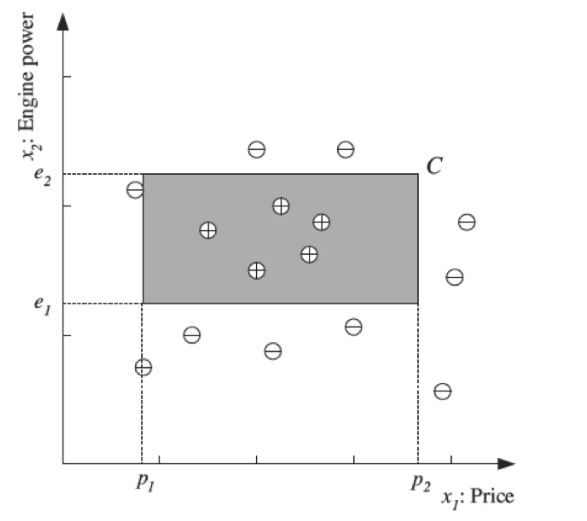 x₂: Engine power
e₂
C
e₁
p₁
p₂
x₁: Price